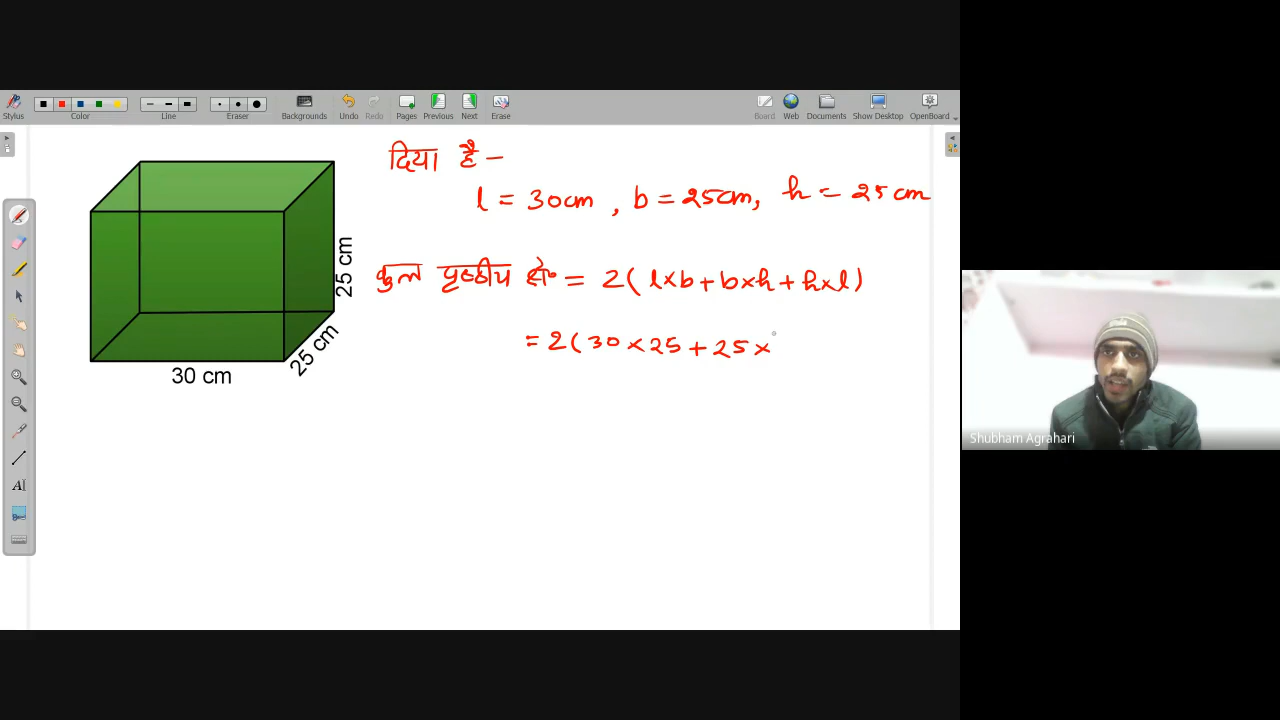 Stylus Color Line Eraser Backgrounds Undo Redo Pages Previous Next Erase Board Web Documents Show Desktop OpenBoard
दिया है –
l = 30cm , b = 25cm, h = 25 cm
कुल पृष्ठीय क्षे० = 2( l×b + b×h + h×l )
= 2( 30 × 25 + 25 ×
25 cm
25 cm
30 cm
Shubham Agrahari